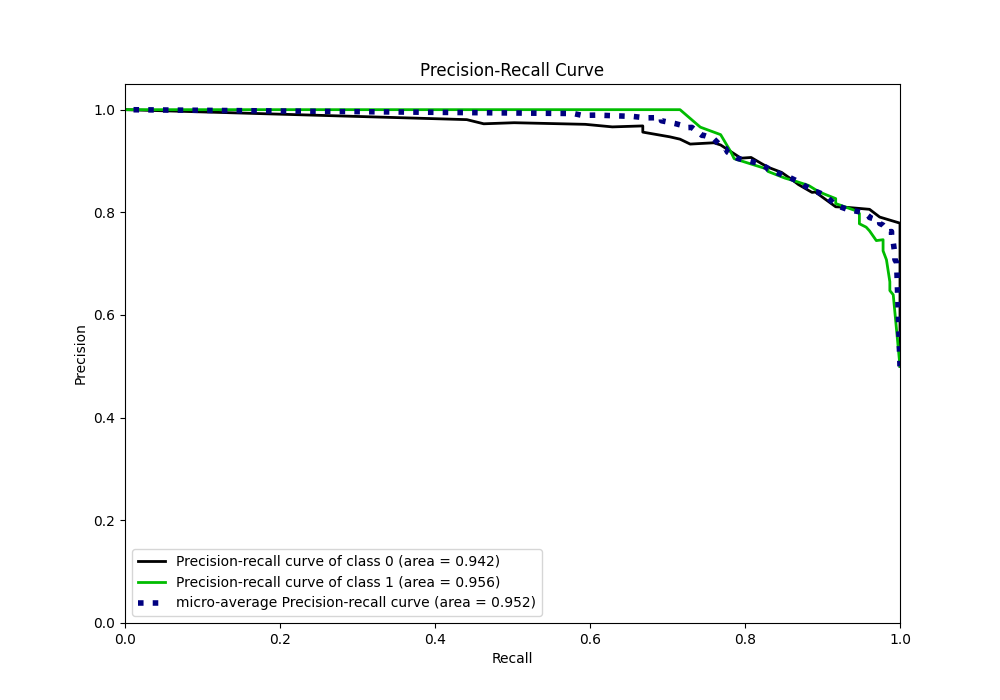 Precision-Recall Curve
1.0
0.8
0.6
0.4
0.2
0.0
Precision
Precision-recall curve of class 0 (area = 0.942)
Precision-recall curve of class 1 (area = 0.956)
micro-average Precision-recall curve (area = 0.952)
0.0 0.2 0.4 0.6 0.8 1.0
Recall